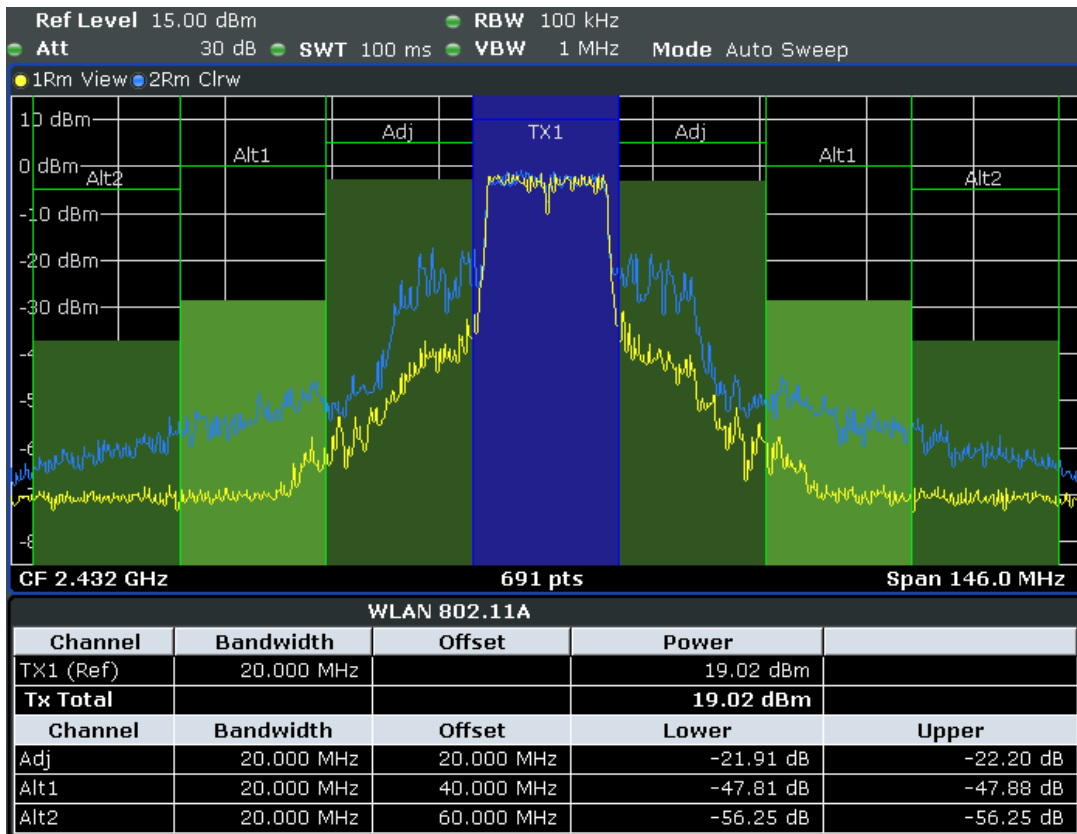 Ref Level 15.00 dBm RBW 100 kHz
Att 30 dB SWT 100 ms VBW 1 MHz Mode Auto Sweep
1Rm View 2Rm Clrw
10 dBm
Adj TX1 Adj
Alt1 Alt1
0 dBm
Alt2 Alt2
-10 dBm
-20 dBm
-30 dBm
-4
-5
-6
-8
CF 2.432 GHz 691 pts Span 146.0 MHz
WLAN 802.11A
Channel Bandwidth Offset Power
TX1 (Ref) 20.000 MHz 19.02 dBm
Tx Total 19.02 dBm
Channel Bandwidth Offset Lower Upper
Adj 20.000 MHz 20.000 MHz -21.91 dB -22.20 dB
Alt1 20.000 MHz 40.000 MHz -47.81 dB -47.88 dB
Alt2 20.000 MHz 60.000 MHz -56.25 dB -56.25 dB